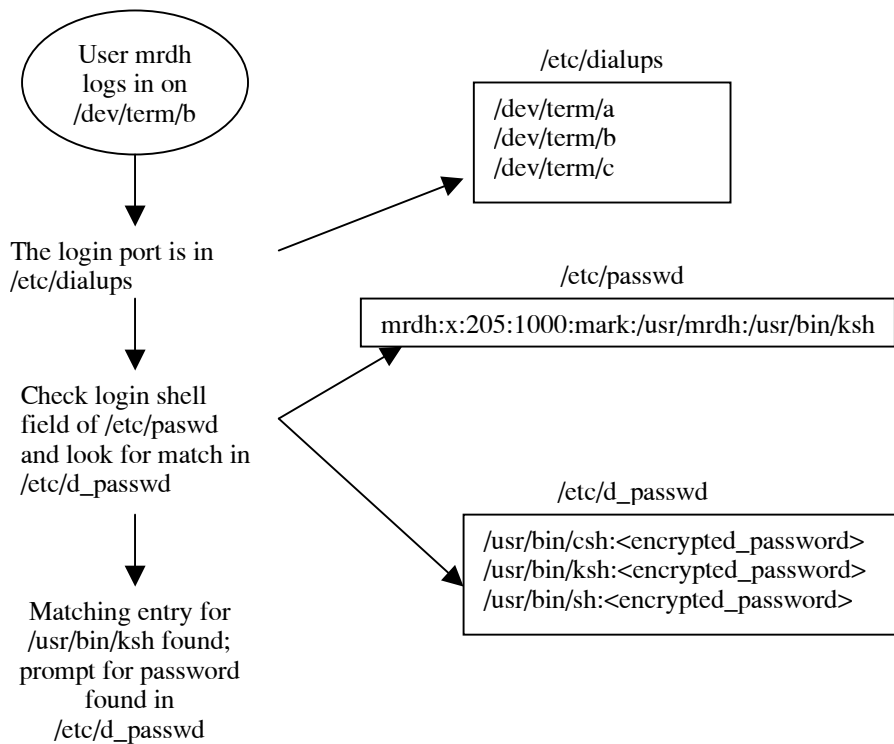 User mrdh
logs in on
/dev/term/b
/etc/dialups
/dev/term/a
/dev/term/b
/dev/term/c
The login port is in
/etc/dialups
/etc/passwd
mrdh:x:205:1000:mark:/usr/mrdh:/usr/bin/ksh
Check login shell
field of /etc/paswd
and look for match in
/etc/d_passwd
/etc/d_passwd
/usr/bin/csh:<encrypted_password>
/usr/bin/ksh:<encrypted_password>
/usr/bin/sh:<encrypted_password>
Matching entry for
/usr/bin/ksh found;
prompt for password
found in
/etc/d_passwd